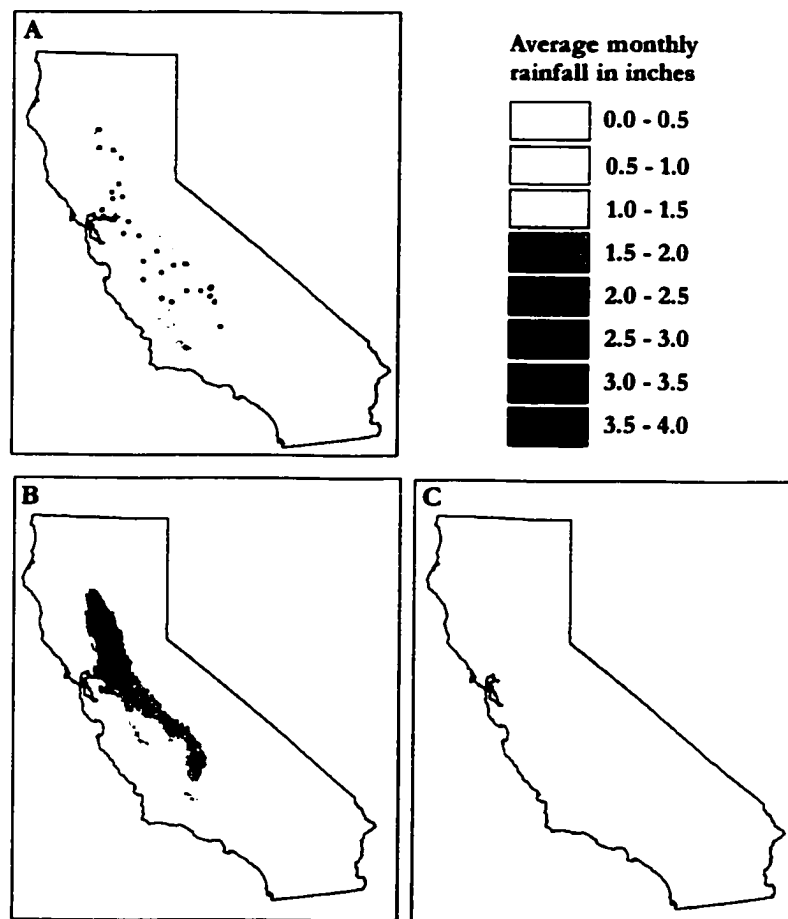 A
Average monthly
rainfall in inches
0.0 - 0.5
0.5 - 1.0
1.0 - 1.5
1.5 - 2.0
2.0 - 2.5
2.5 - 3.0
3.0 - 3.5
3.5 - 4.0
B
C